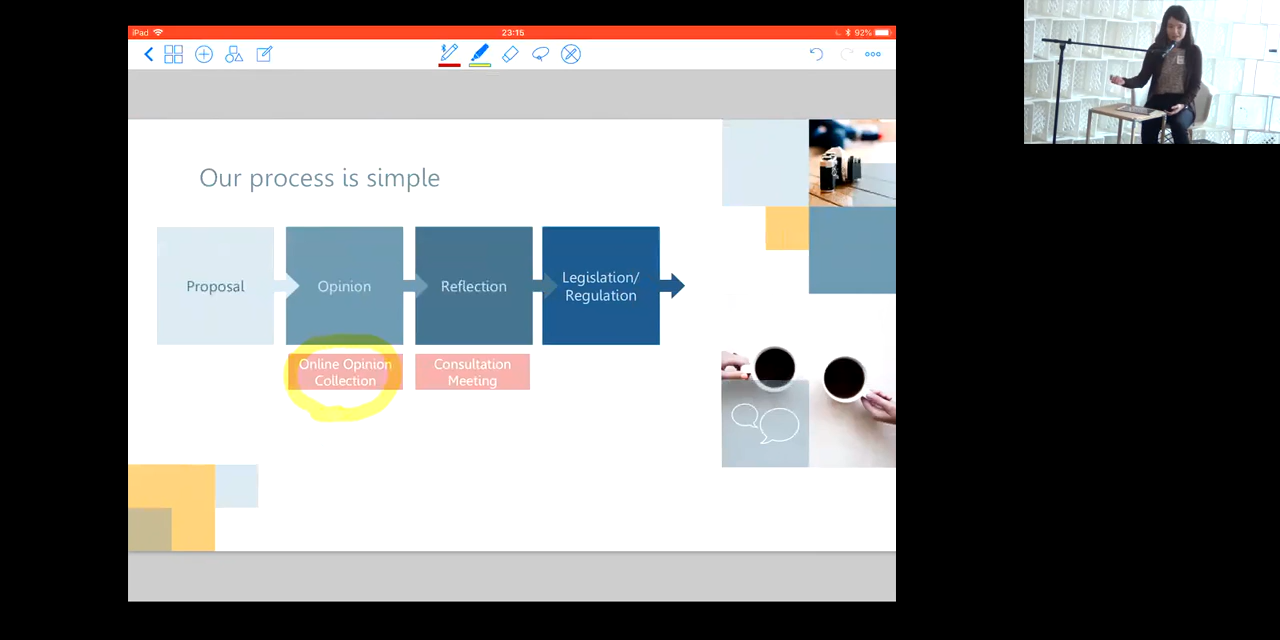 iPad
23:15
92%
Our process is simple
Proposal
Opinion
Reflection
Legislation/
Regulation
Online Opinion
Collection
Consultation
Meeting